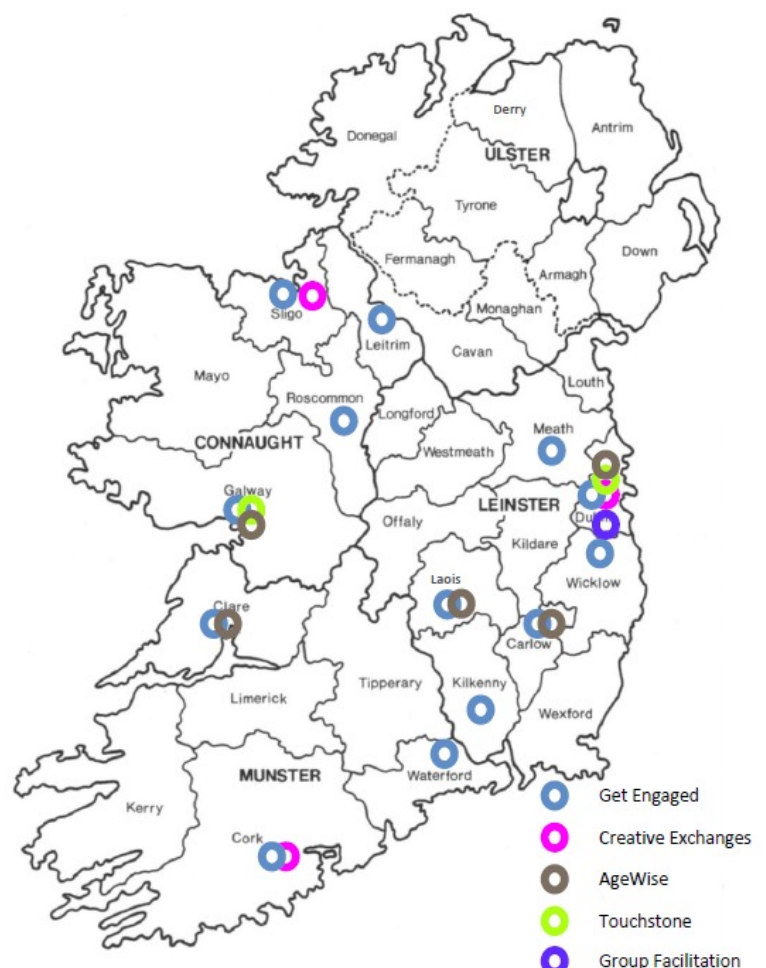 Derry
Antrim
Donegal
ULSTER
Tyrone
Fermanagh
Down
Armagh
Monaghan
Sligo
Leitrim
Cavan
Mayo
Louth
Roscommon
Longford
Meath
CONNAUGHT
Westmeath
Galway
LEINSTER
Offaly
Dublin
Kildare
Laois
Wicklow
Clare
Carlow
Tipperary
Kilkenny
Limerick
Wexford
MUNSTER
Waterford
Kerry
Cork
Get Engaged
Creative Exchanges
AgeWise
Touchstone
Group Facilitation